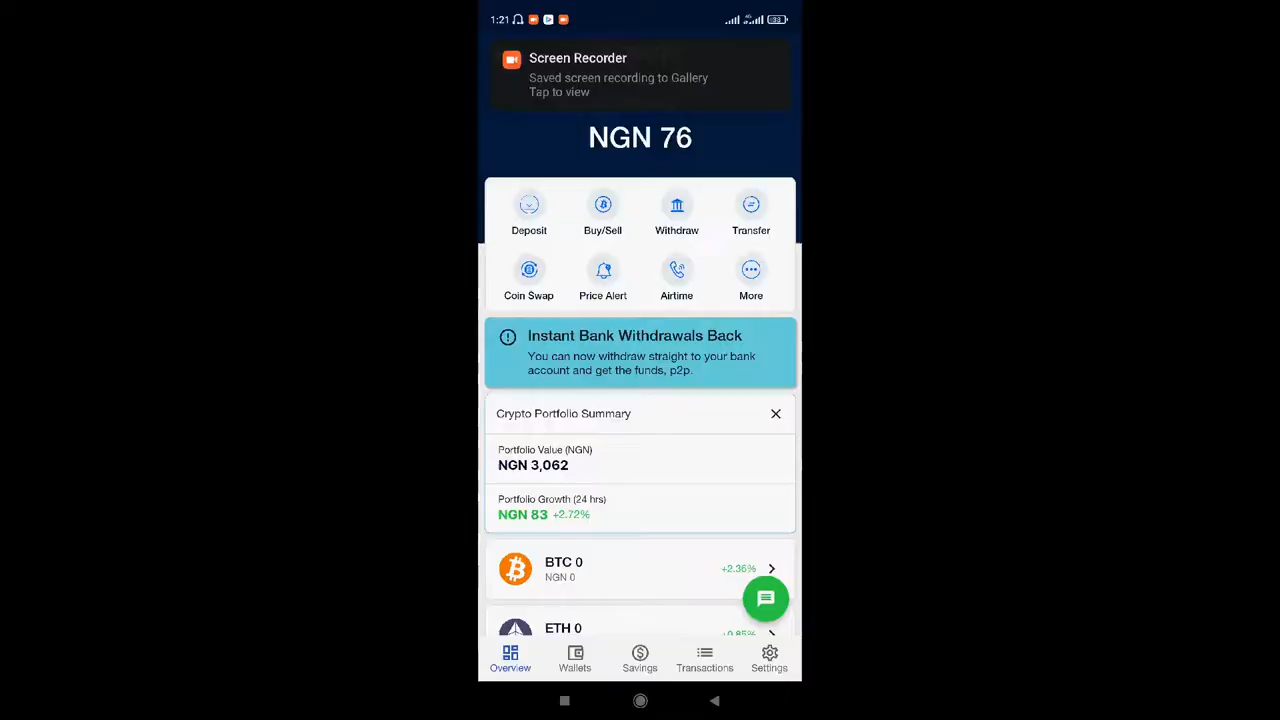 1:21
33
Screen Recorder
Saved screen recording to Gallery
Tap to view
NGN 76
Deposit
Buy/Sell
Withdraw
Transfer
Coin Swap
Price Alert
Airtime
More
Instant Bank Withdrawals Back
You can now withdraw straight to your bank
account and get the funds, p2p.
Crypto Portfolio Summary
Portfolio Value (NGN)
NGN 3,062
Portfolio Growth (24 hrs)
NGN 83 +2.72%
BTC 0
NGN 0
+2.36%
ETH 0
+0.85%
Overview
Wallets
Savings
Transactions
Settings